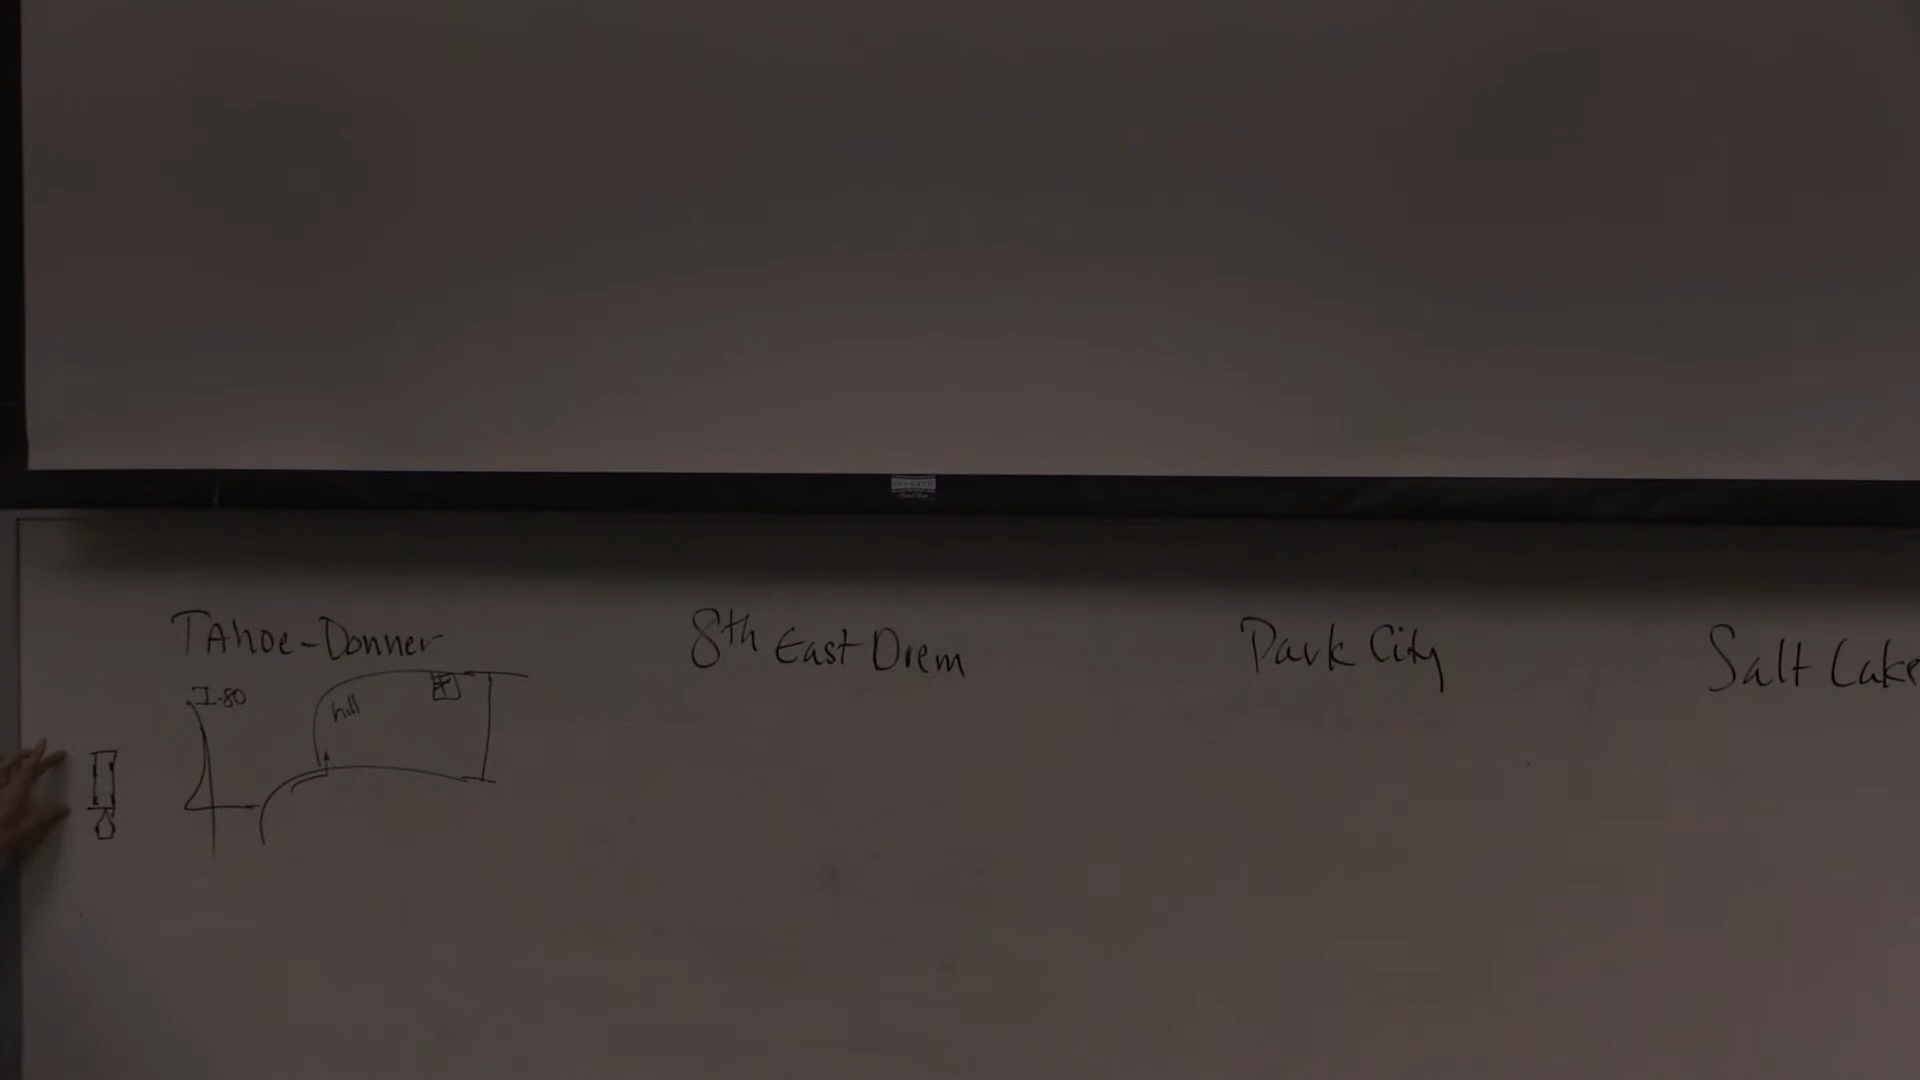 TAhoe-Donner
8th East Orem
Park City
Salt Lake
I-80
hill